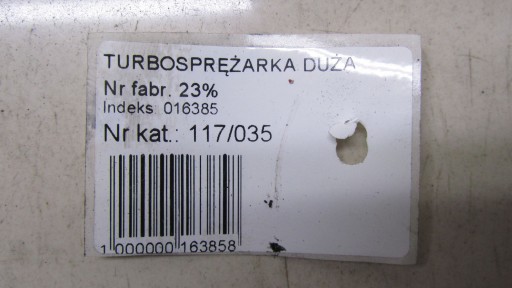 TURBOSPRĘŻARKA DUŻA
Nr fabr. 23%
Indeks: 016385
Nr kat.: 117/035
1 000000 163858